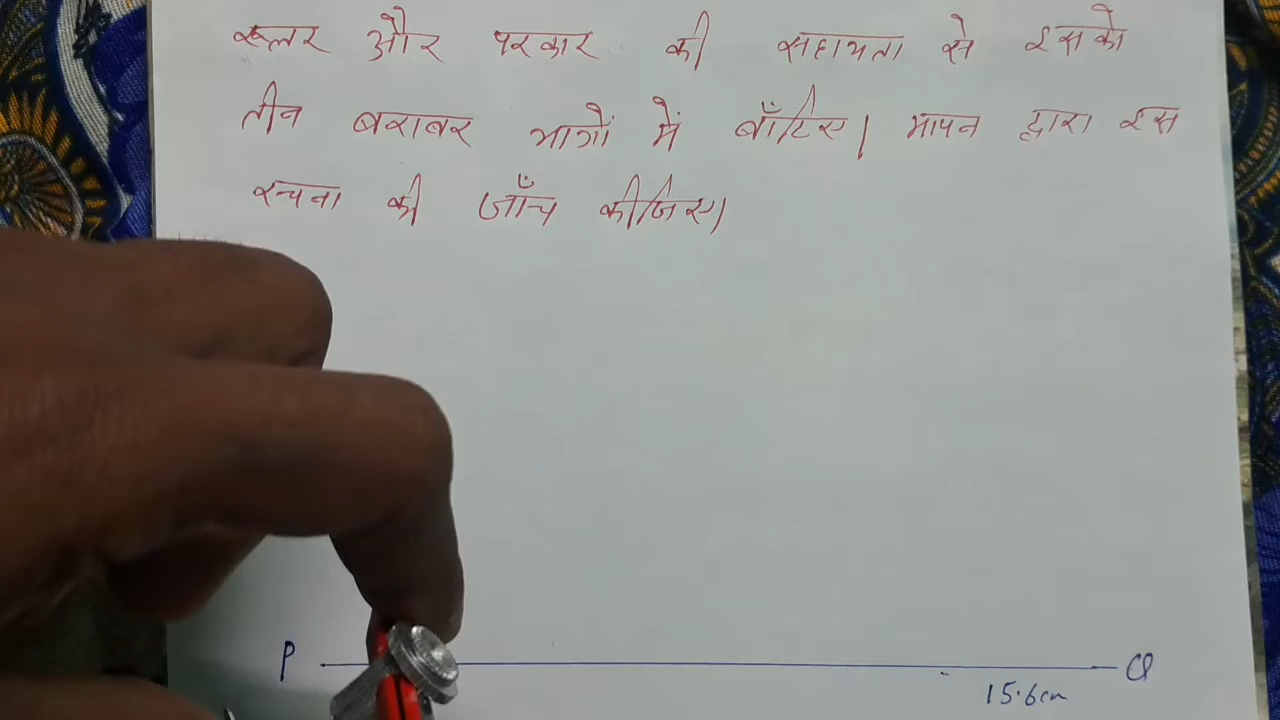 रूलर और परकार की सहायता से इसको
तीन बराबर भागों में बाँटिए। मापन द्वारा इस
रचना की जाँच कीजिए।
P Q
15.6cm